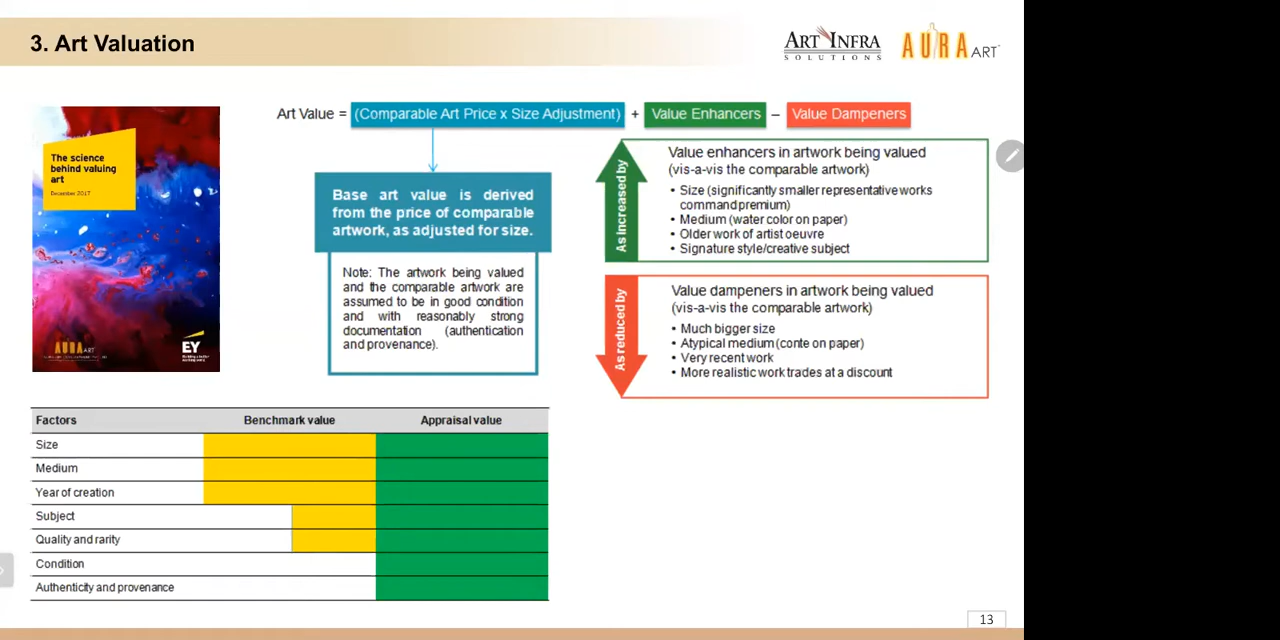 3. Art Valuation
ART INFRA
SOLUTIONS
AURA ART
The science
behind valuing
art
December 2017
AURA ART
EY
Art Value = (Comparable Art Price x Size Adjustment) + Value Enhancers – Value Dampeners
Base art value is derived
from the price of comparable
artwork, as adjusted for size.
Note: The artwork being valued
and the comparable artwork are
assumed to be in good condition
and with reasonably strong
documentation (authentication
and provenance).
As increased by
Value enhancers in artwork being valued
(vis-a-vis the comparable artwork)
• Size (significantly smaller representative works
command premium)
• Medium (water color on paper)
• Older work of artist oeuvre
• Signature style/creative subject
As reduced by
Value dampeners in artwork being valued
(vis-a-vis the comparable artwork)
• Much bigger size
• Atypical medium (conte on paper)
• Very recent work
• More realistic work trades at a discount
Factors Benchmark value Appraisal value
Size
Medium
Year of creation
Subject
Quality and rarity
Condition
Authenticity and provenance
13